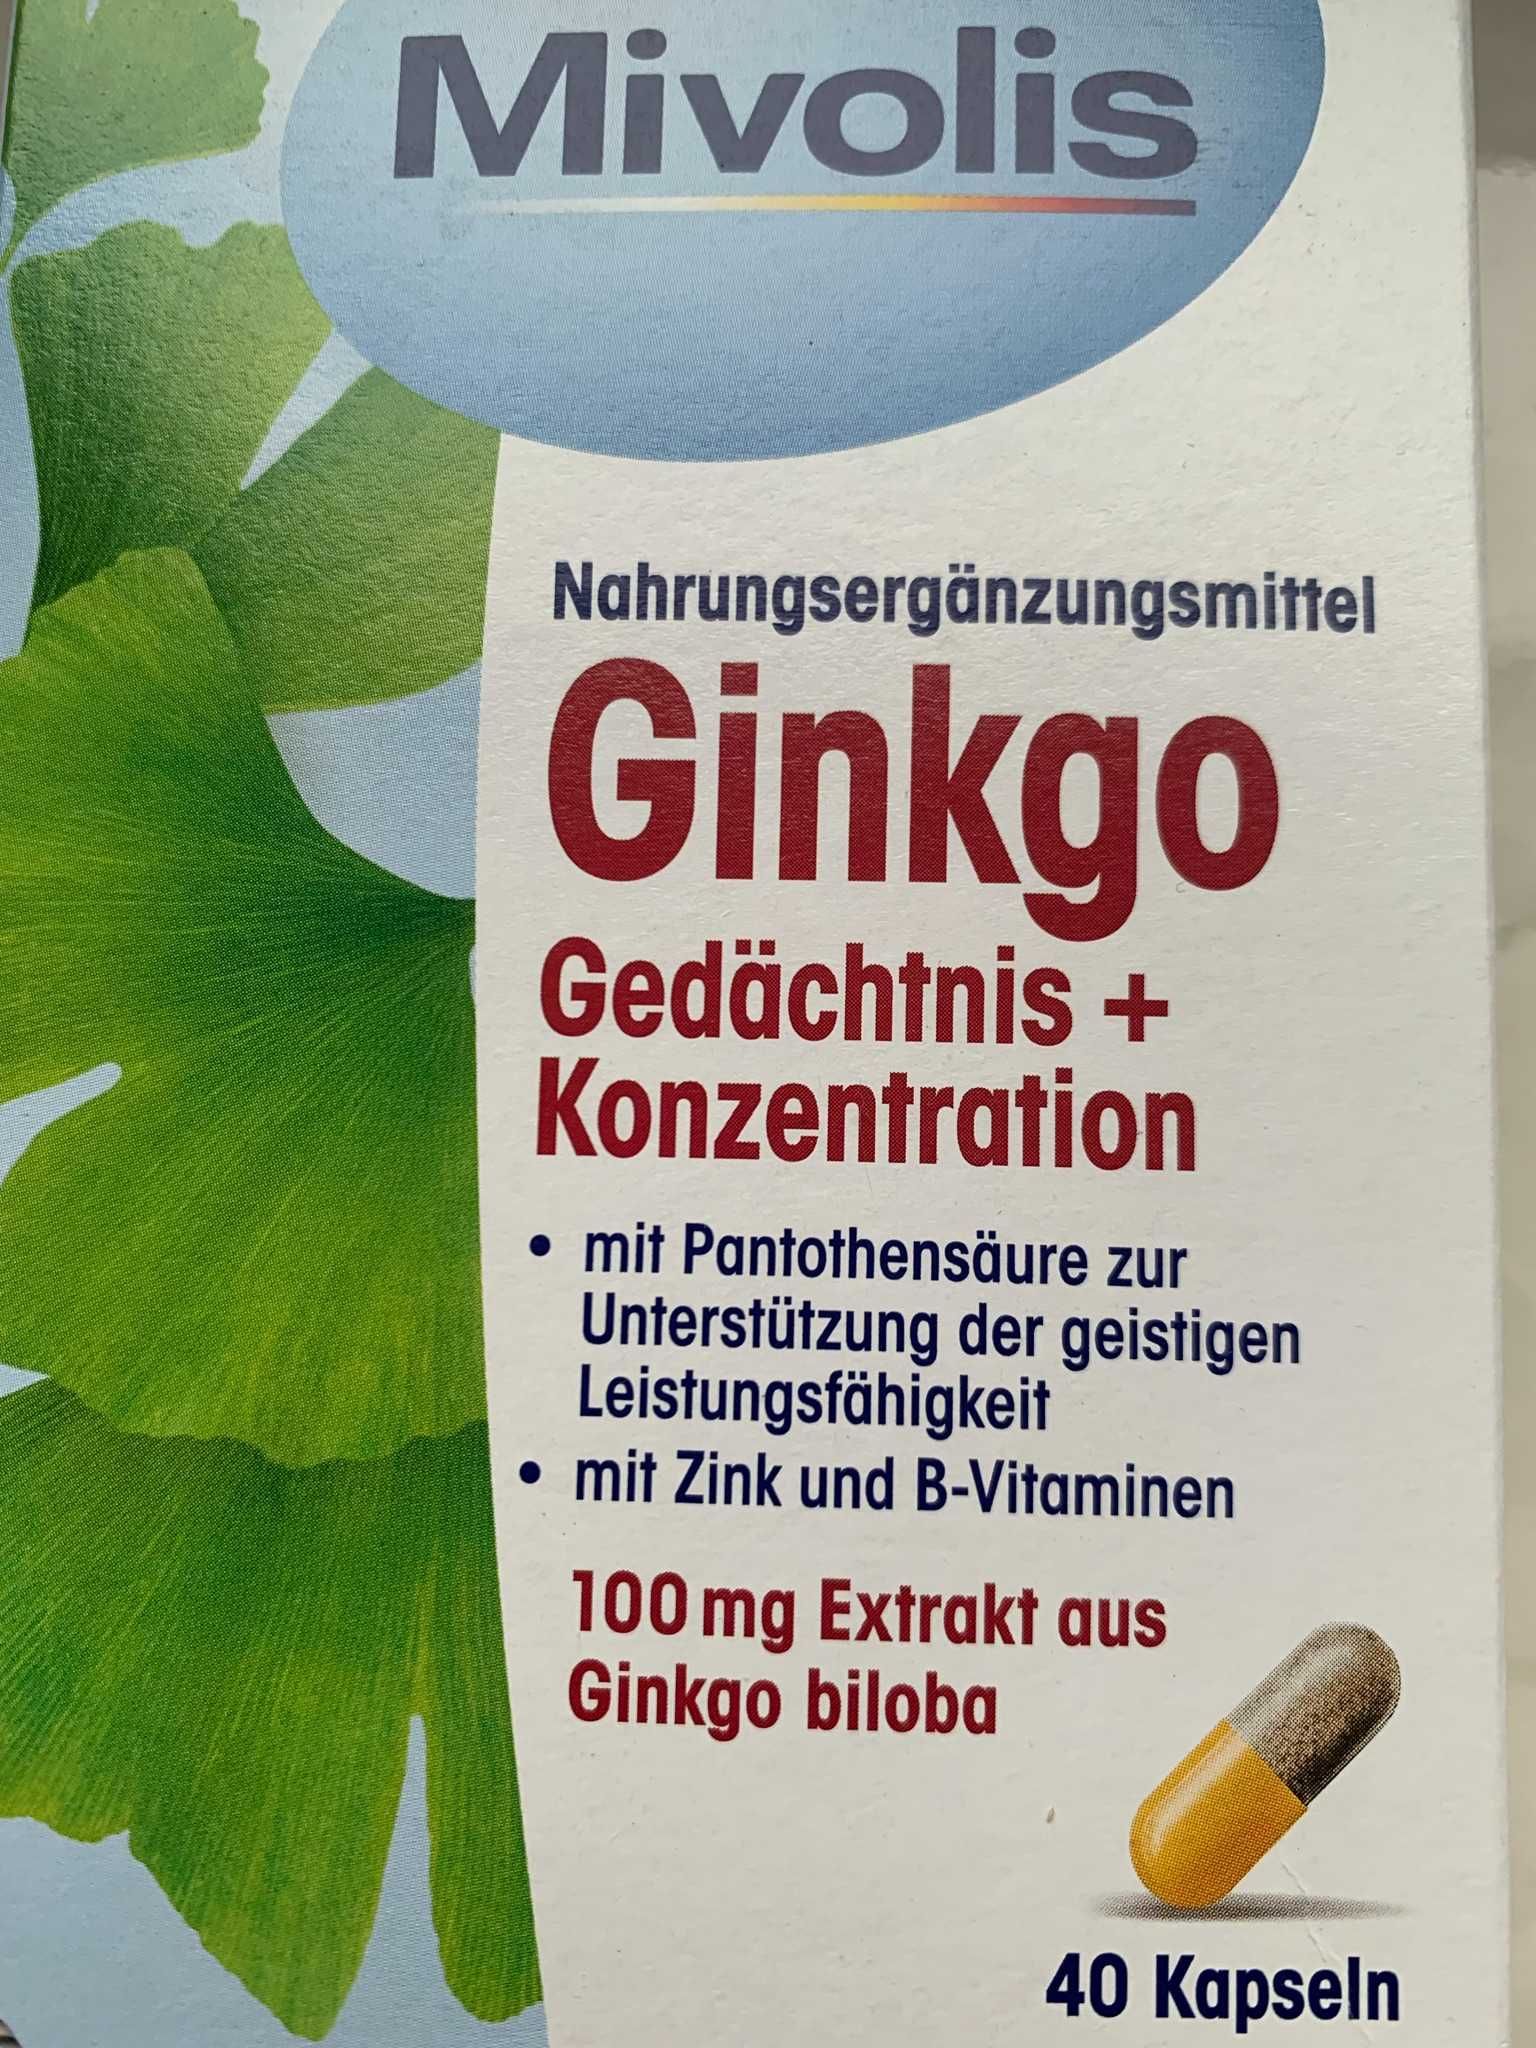 Mivolis
Nahrungsergänzungsmittel
Ginkgo
Gedächtnis +
Konzentration
• mit Pantothensäure zur
Unterstützung der geistigen
Leistungsfähigkeit
• mit Zink und B-Vitaminen
100 mg Extrakt aus
Ginkgo biloba
40 Kapseln